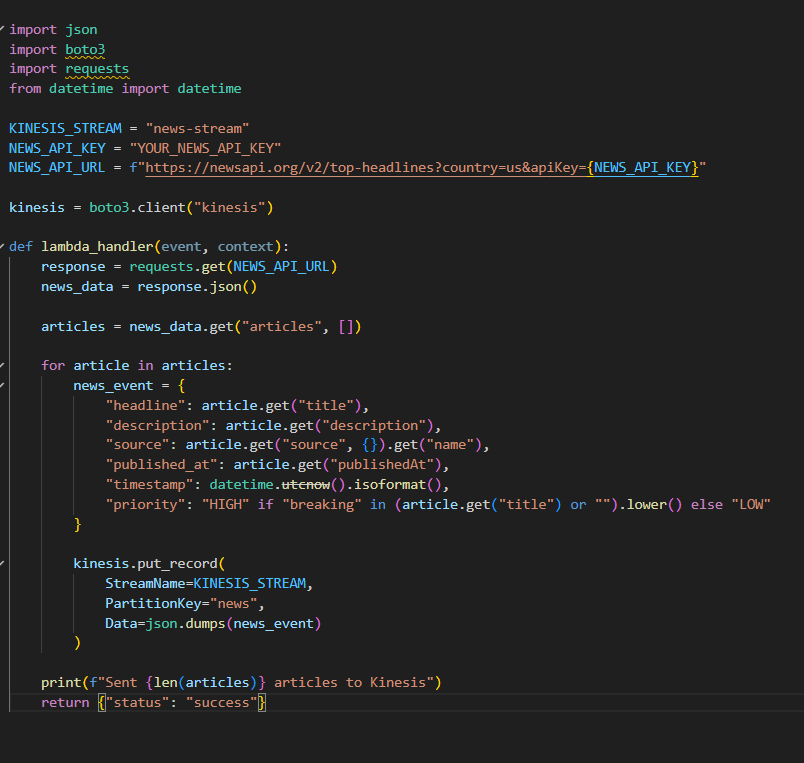 import json
import boto3
import requests
from datetime import datetime

KINESIS_STREAM = "news-stream"
NEWS_API_KEY = "YOUR_NEWS_API_KEY"
NEWS_API_URL = f"https://newsapi.org/v2/top-headlines?country=us&apiKey={NEWS_API_KEY}"

kinesis = boto3.client("kinesis")

def lambda_handler(event, context):
    response = requests.get(NEWS_API_URL)
    news_data = response.json()

    articles = news_data.get("articles", [])

    for article in articles:
        news_event = {
            "headline": article.get("title"),
            "description": article.get("description"),
            "source": article.get("source", {}).get("name"),
            "published_at": article.get("publishedAt"),
            "timestamp": datetime.utcnow().isoformat(),
            "priority": "HIGH" if "breaking" in (article.get("title") or "").lower() else "LOW"
        }

        kinesis.put_record(
            StreamName=KINESIS_STREAM,
            PartitionKey="news",
            Data=json.dumps(news_event)
        )

    print(f"Sent {len(articles)} articles to Kinesis")
    return {"status": "success"}